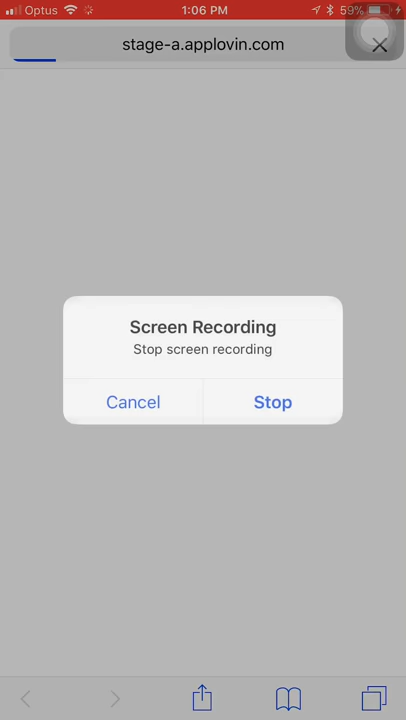 Optus 1:06 PM 59%
stage-a.applovin.com
Screen Recording
Stop screen recording
Cancel Stop